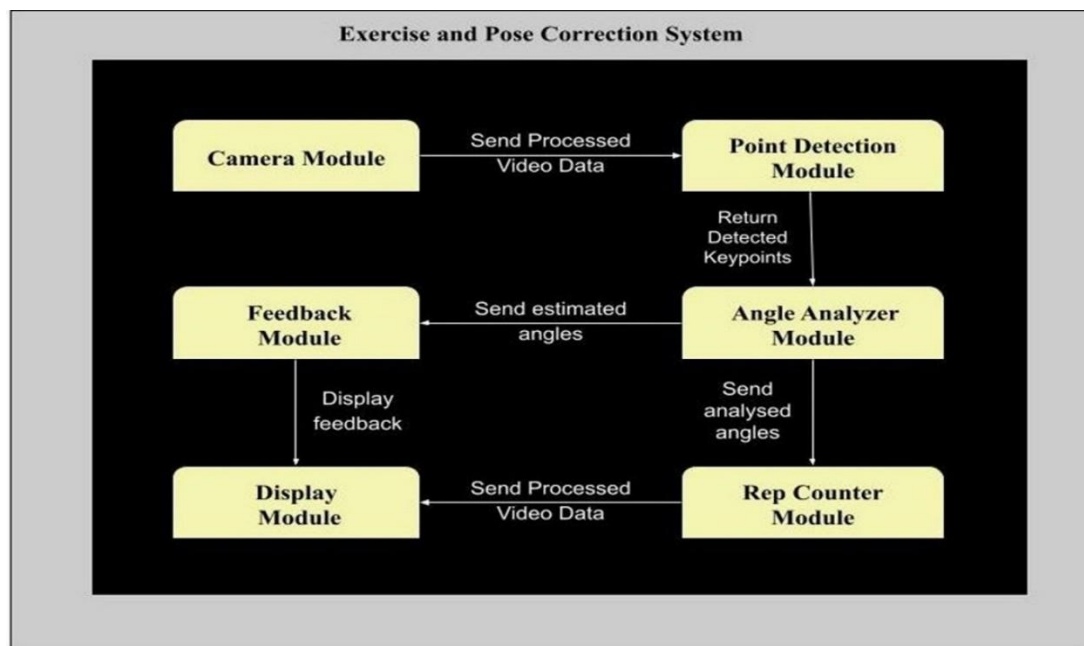 Exercise and Pose Correction System
Camera Module
Send Processed
Video Data
Point Detection
Module
Return
Detected
Keypoints
Feedback
Module
Send estimated
angles
Angle Analyzer
Module
Display
feedback
Send
analysed
angles
Display
Module
Send Processed
Video Data
Rep Counter
Module